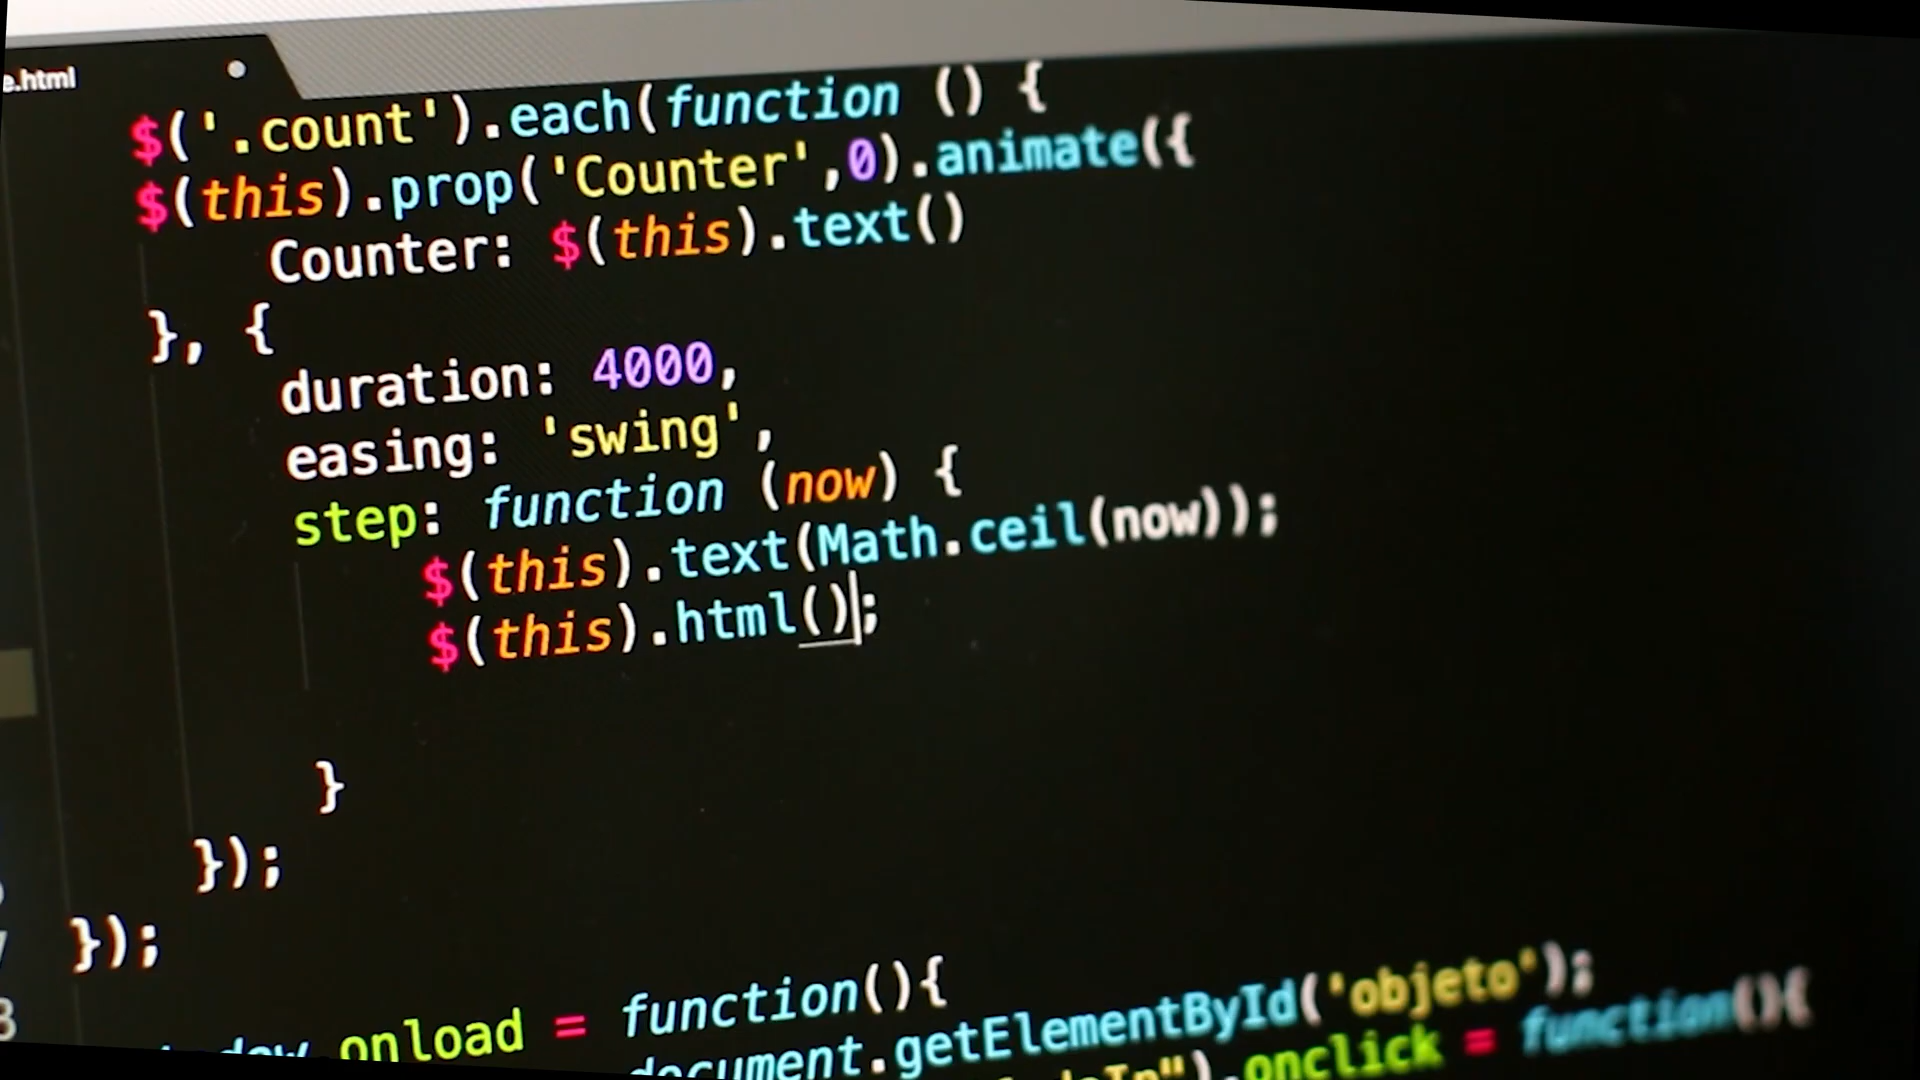 e.html
$('.count').each(function () {
$(this).prop('Counter',0).animate({
Counter: $(this).text()
}, {
duration: 4000,
easing: 'swing',
step: function (now) {
$(this).text(Math.ceil(now));
$(this).html();
}
});
});
onload = function(){
document.getElementById('objeto');
").onclick = function(){